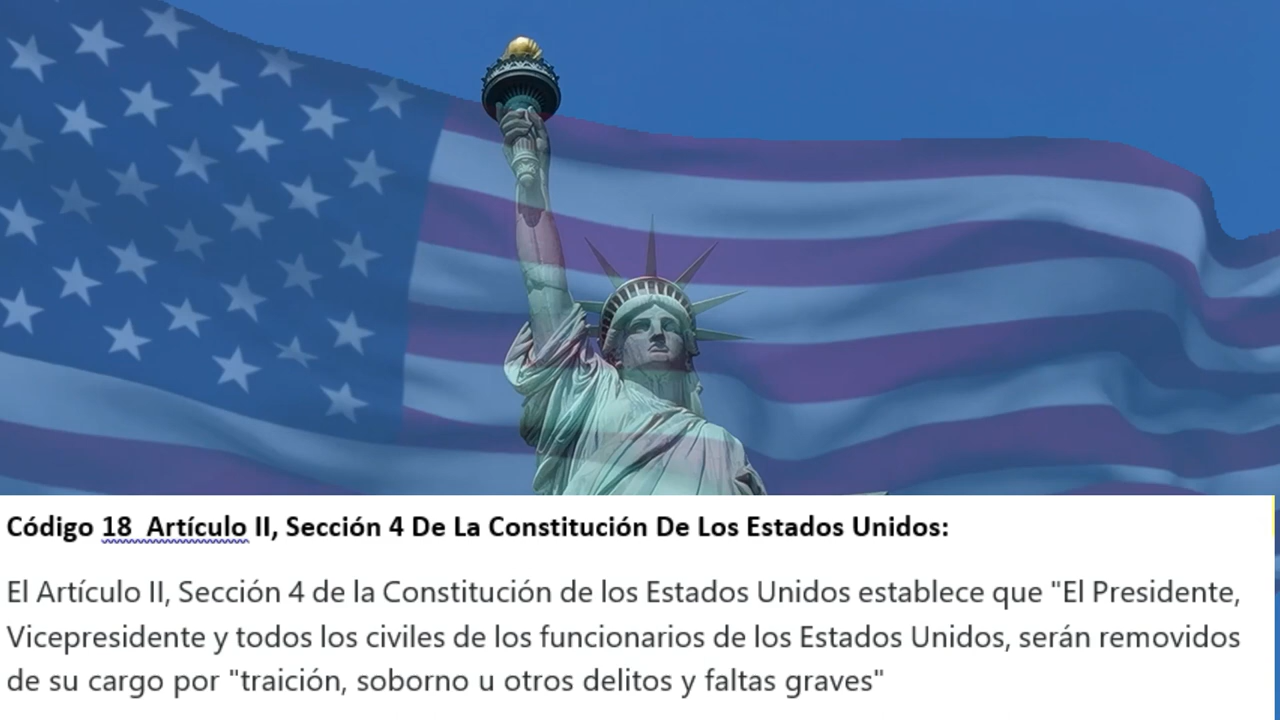 Código 18 Artículo II, Sección 4 De La Constitución De Los Estados Unidos:
El Artículo II, Sección 4 de la Constitución de los Estados Unidos establece que "El Presidente,
Vicepresidente y todos los civiles de los funcionarios de los Estados Unidos, serán removidos
de su cargo por "traición, soborno u otros delitos y faltas graves"